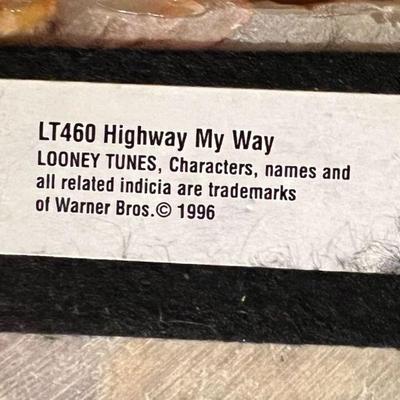 LT460 Highway My Way
LOONEY TUNES, Characters, names and
all related indicia are trademarks
of Warner Bros.© 1996